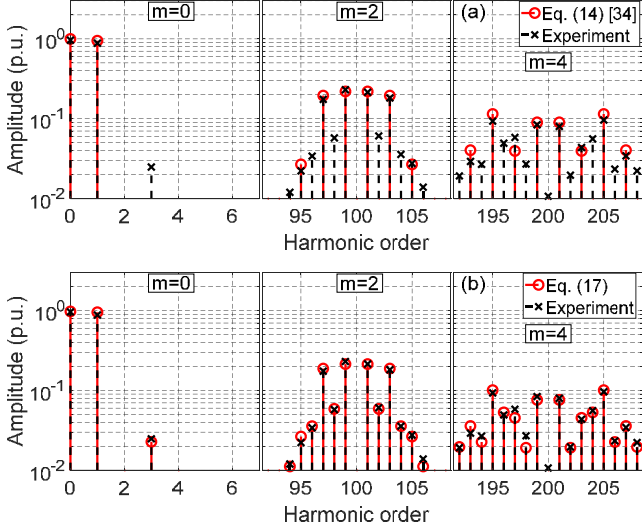 m=0
m=2
(a)
Eq. (14) [34]
Experiment
m=4
Amplitude (p.u.)
10^0
10^-1
10^-2
0 2 4 6 95 100 105 195 200 205
Harmonic order
m=0
m=2
(b)
Eq. (17)
Experiment
m=4
Amplitude (p.u.)
10^0
10^-1
10^-2
0 2 4 6 95 100 105 195 200 205
Harmonic order